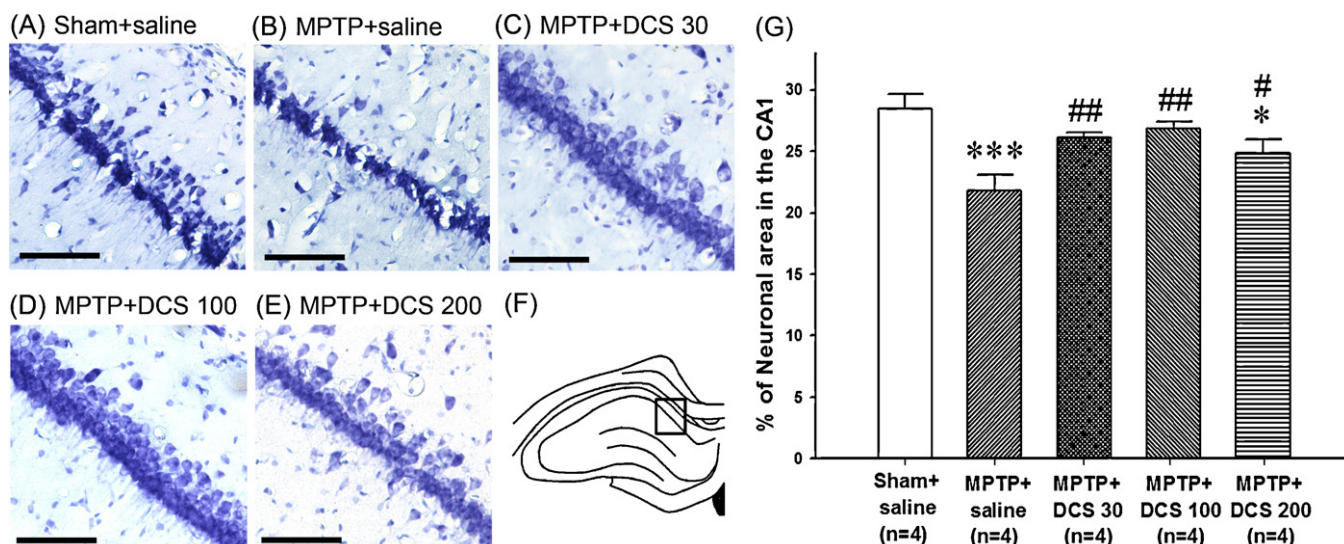 (A) Sham+saline
(B) MPTP+saline
(C) MPTP+DCS 30
(D) MPTP+DCS 100
(E) MPTP+DCS 200
(F)
(G)
% of Neuronal area in the CA1
30
25
20
15
10
5
0
***
##
##
#
*
Sham+
saline
(n=4)
MPTP+
saline
(n=4)
MPTP+
DCS 30
(n=4)
MPTP+
DCS 100
(n=4)
MPTP+
DCS 200
(n=4)